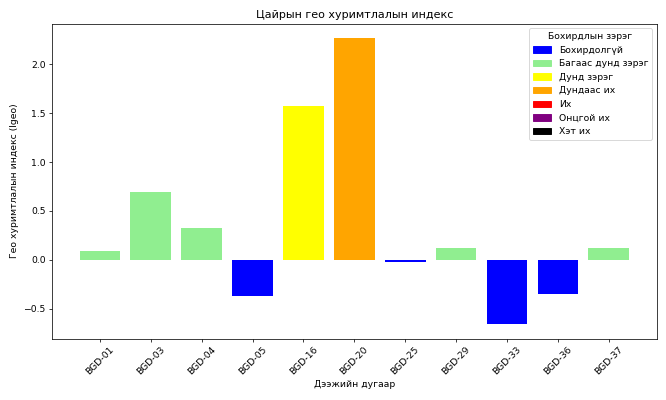 Цайрын гео хуримтлалын индекс
Гео хуримтлалын индекс (Igeo)
2.0
1.5
1.0
0.5
0.0
−0.5
Бохирдлын зэрэг
Бохирдолгүй
Багаас дунд зэрэг
Дунд зэрэг
Дундаас их
Их
Онцгой их
Хэт их
BGD-01
BGD-03
BGD-04
BGD-05
BGD-16
BGD-20
BGD-25
BGD-29
BGD-33
BGD-36
BGD-37
Дээжийн дугаар